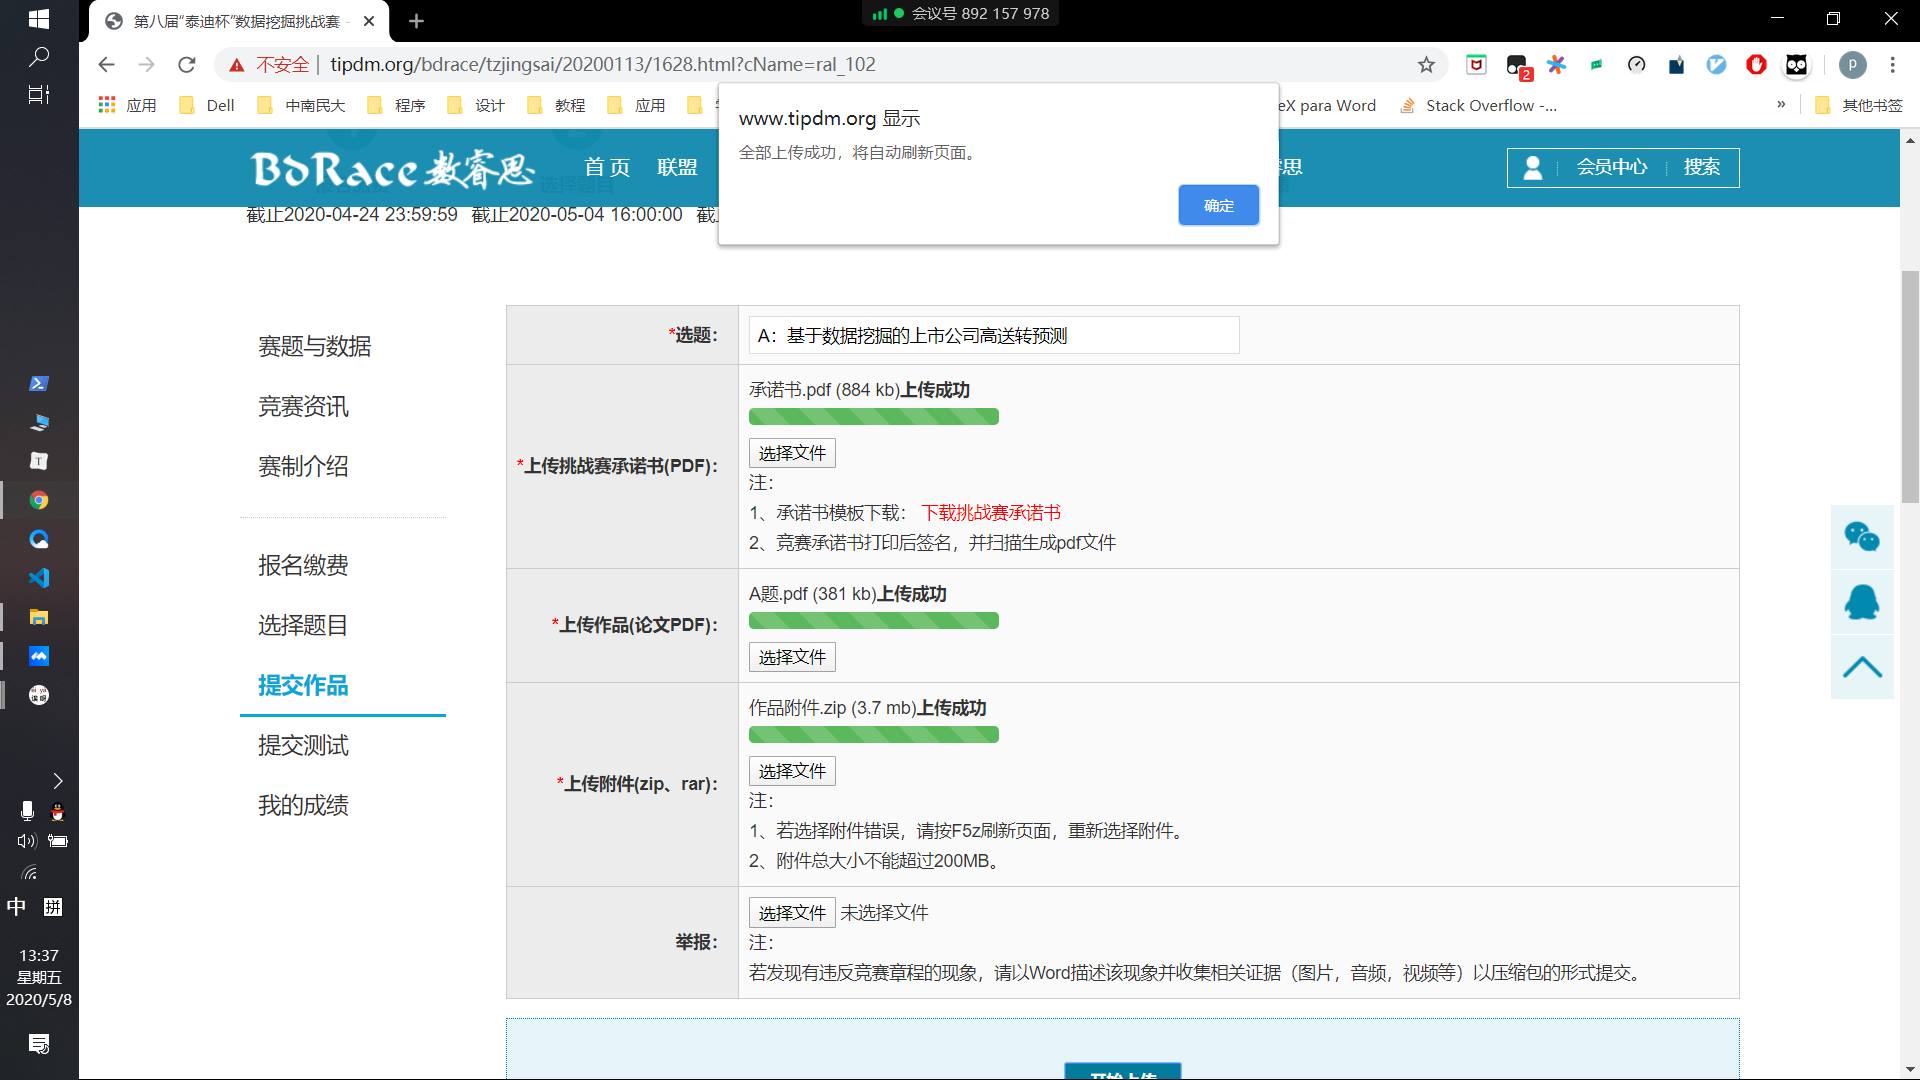 第八届“泰迪杯”数据挖掘挑战赛 -
会议号 892 157 978
不安全 | tipdm.org/bdrace/tzjingsai/20200113/1628.html?cName=ral_102
2
p
应用
Dell
中南民大
程序
设计
教程
应用
eX para Word
Stack Overflow -...
»
其他书签
www.tipdm.org 显示
全部上传成功，将自动刷新页面。
确定
BdRace 数睿思
首页
联盟
思
会员中心
搜索
选择题目
截止2020-04-24 23:59:59
截止2020-05-04 16:00:00
截
赛题与数据
竞赛资讯
赛制介绍
报名缴费
选择题目
提交作品
提交测试
我的成绩
*选题：
A：基于数据挖掘的上市公司高送转预测
*上传挑战赛承诺书(PDF)：
承诺书.pdf (884 kb)上传成功
选择文件
注：
1、承诺书模板下载： 下载挑战赛承诺书
2、竞赛承诺书打印后签名，并扫描生成pdf文件
*上传作品(论文PDF)：
A题.pdf (381 kb)上传成功
选择文件
*上传附件(zip、rar)：
作品附件.zip (3.7 mb)上传成功
选择文件
注：
1、若选择附件错误，请按F5z刷新页面，重新选择附件。
2、附件总大小不能超过200MB。
举报：
选择文件 未选择文件
注：
若发现有违反竞赛章程的现象，请以Word描述该现象并收集相关证据（图片，音频，视频等）以压缩包的形式提交。
开始上传
中 拼
13:37
星期五
2020/5/8